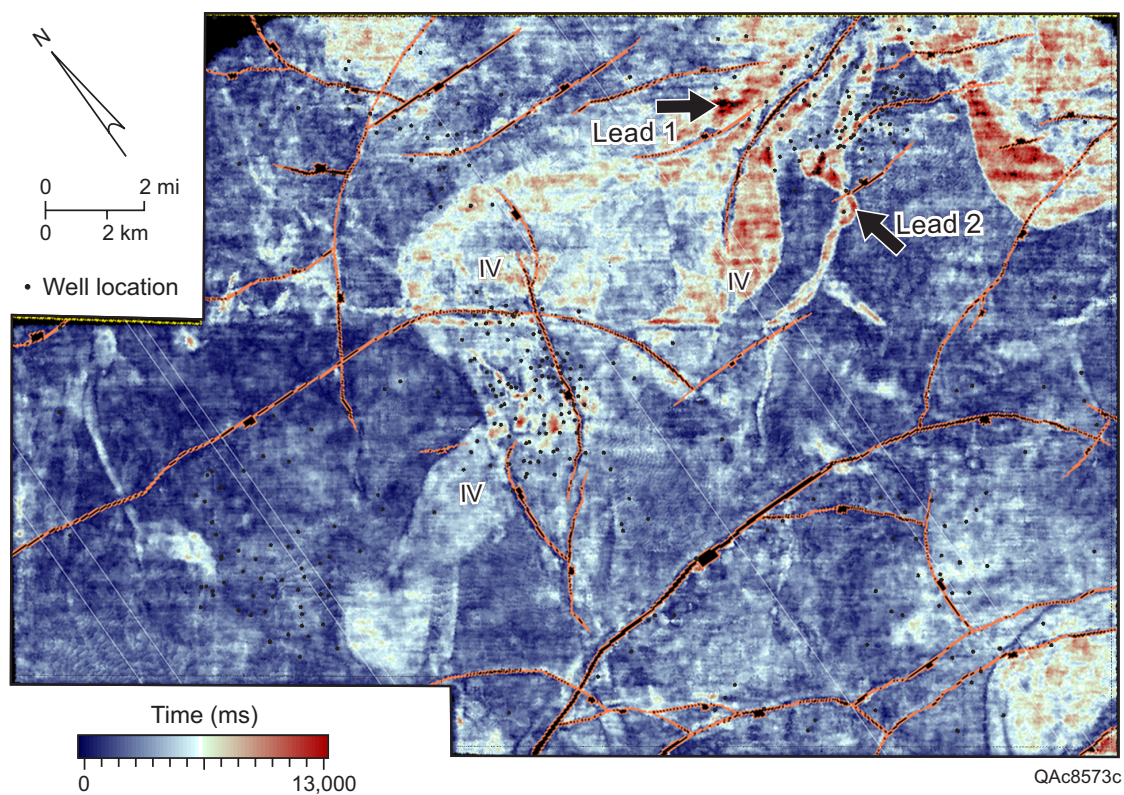 N
0 2 mi
0 2 km
• Well location
Lead 1
Lead 2
IV
IV
IV
Time (ms)
0 13,000
QAc8573c